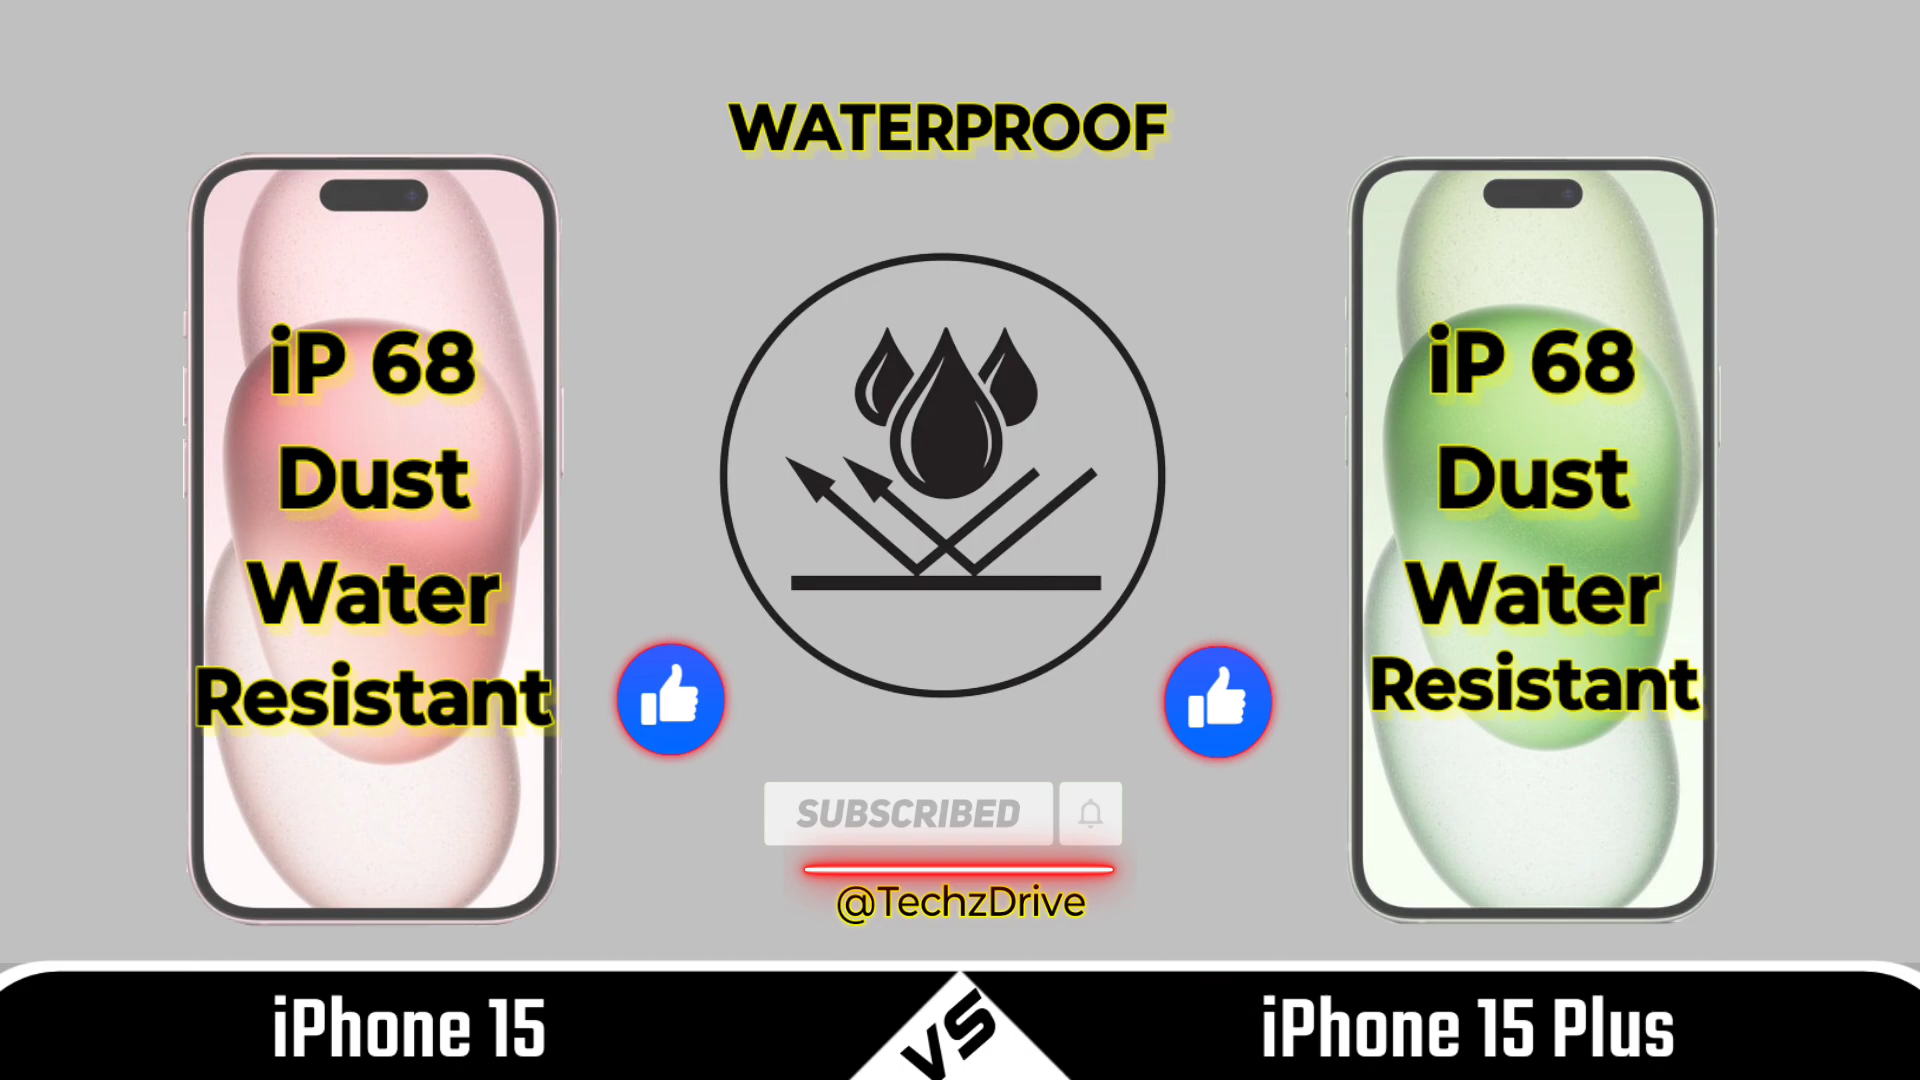 WATERPROOF
iP 68
Dust
Water
Resistant
iP 68
Dust
Water
Resistant
SUBSCRIBED
@TechzDrive
iPhone 15
VS
iPhone 15 Plus